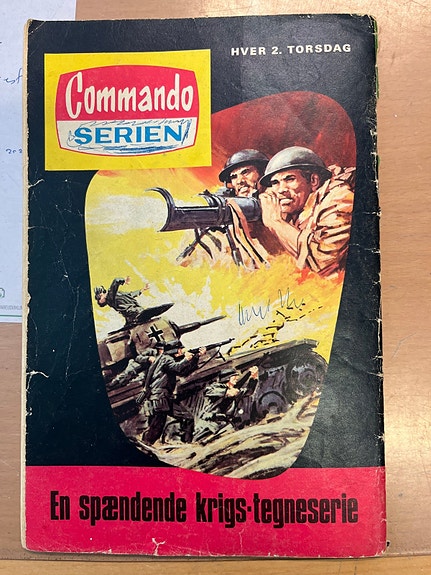 HVER 2. TORSDAG
Commando
SERIEN
En spændende krigs-tegneserie